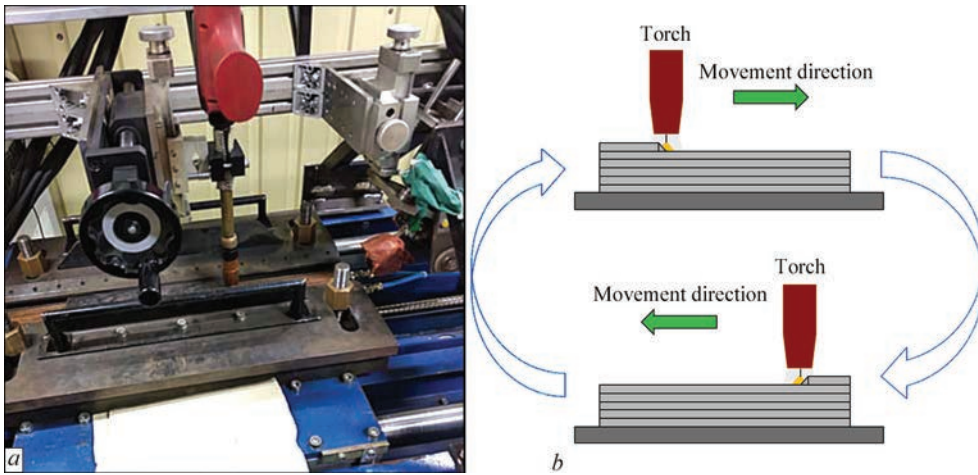 Torch
Movement direction
Torch
Movement direction
a
b